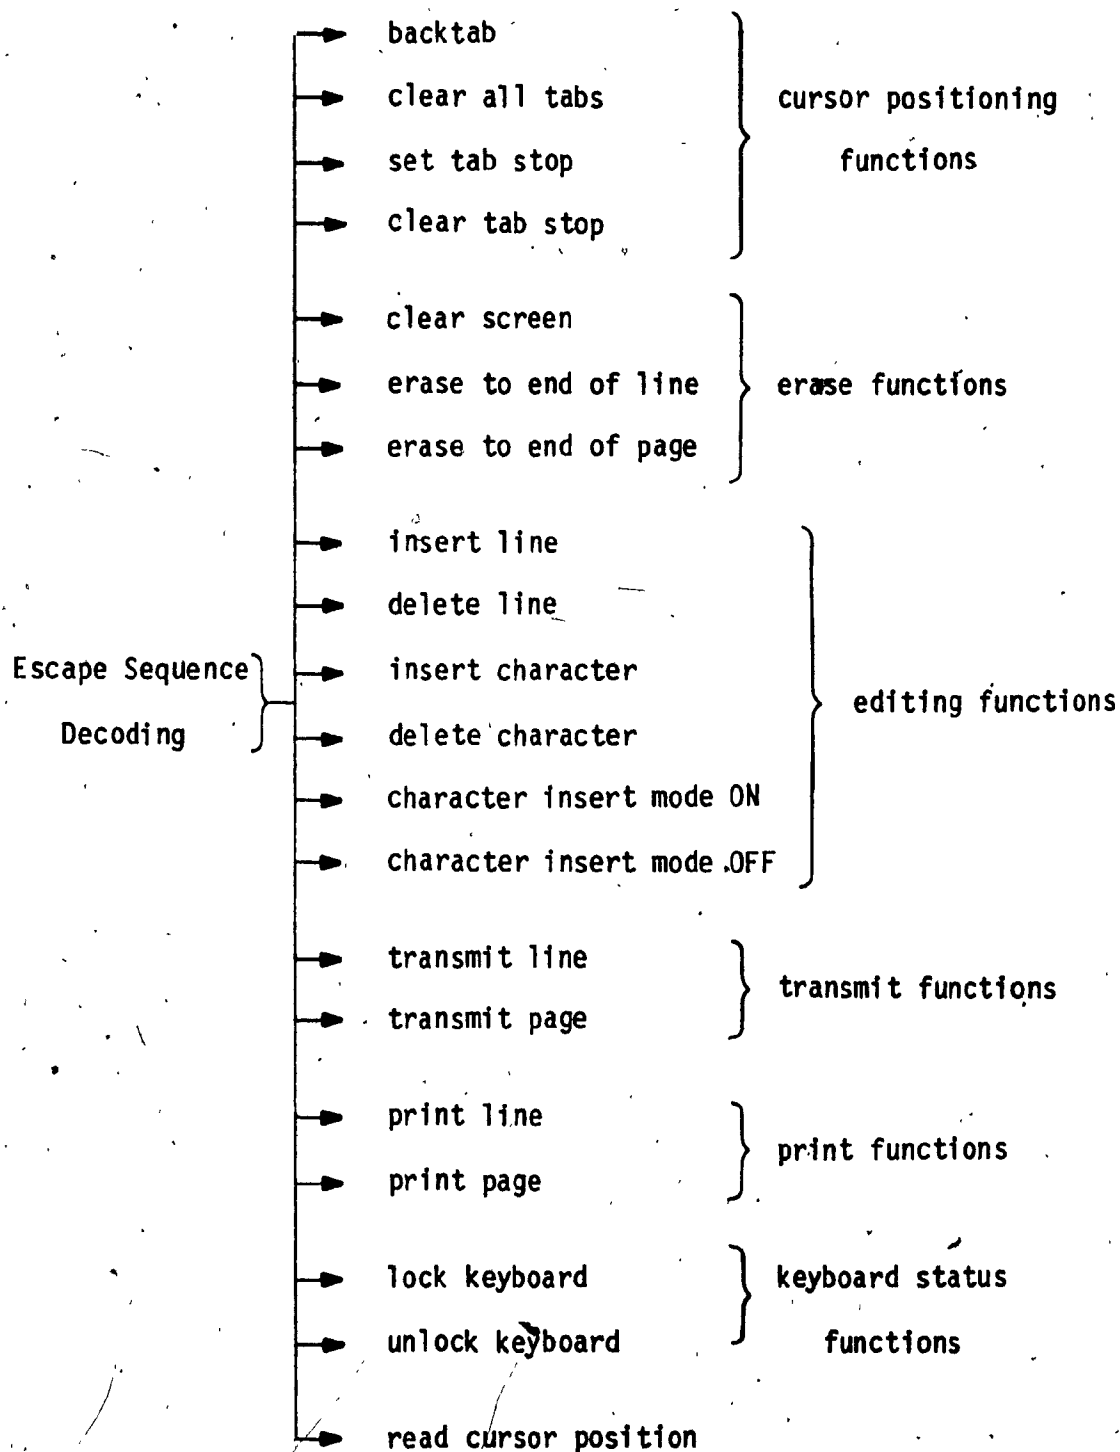 backtab
clear all tabs
set tab stop
clear tab stop
cursor positioning
functions
clear screen
erase to end of line
erase to end of page
erase functions
insert line
delete line
insert character
delete character
character insert mode ON
character insert mode OFF
editing functions
Escape Sequence
Decoding
transmit line
transmit page
transmit functions
print line
print page
print functions
lock keyboard
unlock keyboard
keyboard status
functions
read cursor position